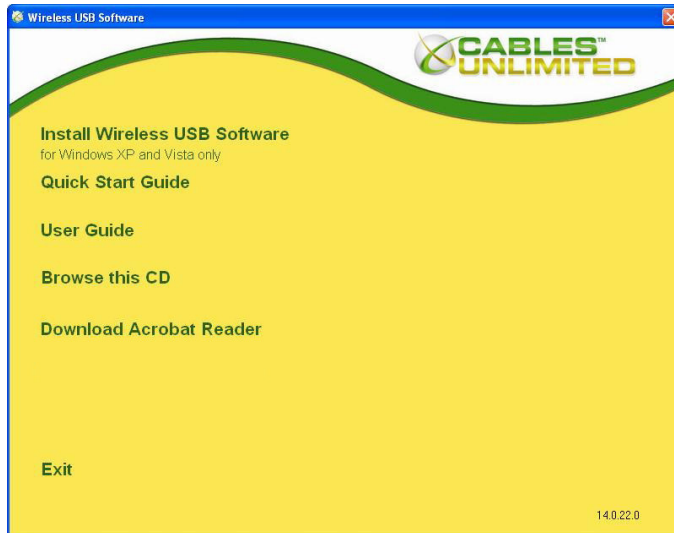 Wireless USB Software
CABLES™
UNLIMITED
Install Wireless USB Software
for Windows XP and Vista only
Quick Start Guide
User Guide
Browse this CD
Download Acrobat Reader
Exit
14.0.22.0